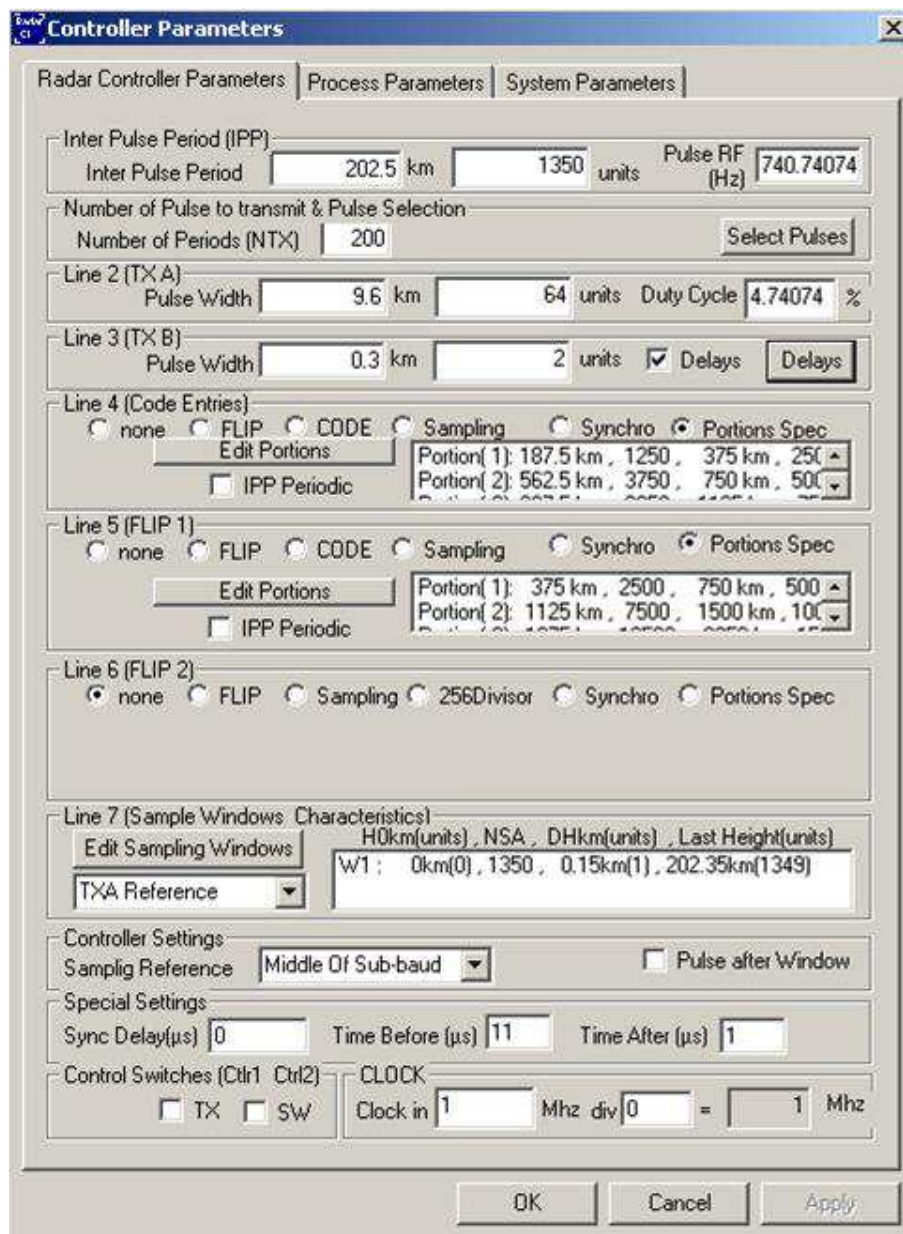 Controller Parameters
Radar Controller Parameters Process Parameters System Parameters
Inter Pulse Period (IPP)
Inter Pulse Period 202.5 km 1350 units Pulse RF (Hz) 740.74074
Number of Pulse to transmit & Pulse Selection
Number of Periods (NTX) 200 Select Pulses
Line 2 (TX A)
Pulse Width 9.6 km 64 units Duty Cycle 4.74074 %
Line 3 (TX B)
Pulse Width 0.3 km 2 units Delays Delays
Line 4 (Code Entries)
none FLIP CODE Sampling Synchro Portions Spec
Edit Portions
Portion( 1): 187.5 km , 1250 , 375 km , 250
IPP Periodic
Portion( 2): 562.5 km , 3750 , 750 km , 500
Line 5 (FLIP 1)
none FLIP CODE Sampling Synchro Portions Spec
Edit Portions
Portion( 1): 375 km , 2500 , 750 km , 500
IPP Periodic
Portion( 2): 1125 km , 7500 , 1500 km , 100
Line 6 (FLIP 2)
none FLIP Sampling 256Divisor Synchro Portions Spec
Line 7 (Sample Windows Characteristics)
Edit Sampling Windows
H0km(units) , NSA , DHkm(units) , Last Height(units)
W1 : 0km(0) , 1350 , 0.15km(1) , 202.35km(1349)
TXA Reference
Controller Settings
Samplig Reference Middle Of Sub-baud Pulse after Window
Special Settings
Sync Delay(µs) 0 Time Before (µs) 11 Time After (µs) 1
Control Switches (Ctlr1 Ctrl2)
TX SW
CLOCK
Clock in 1 Mhz div 0 = 1 Mhz
OK Cancel Apply